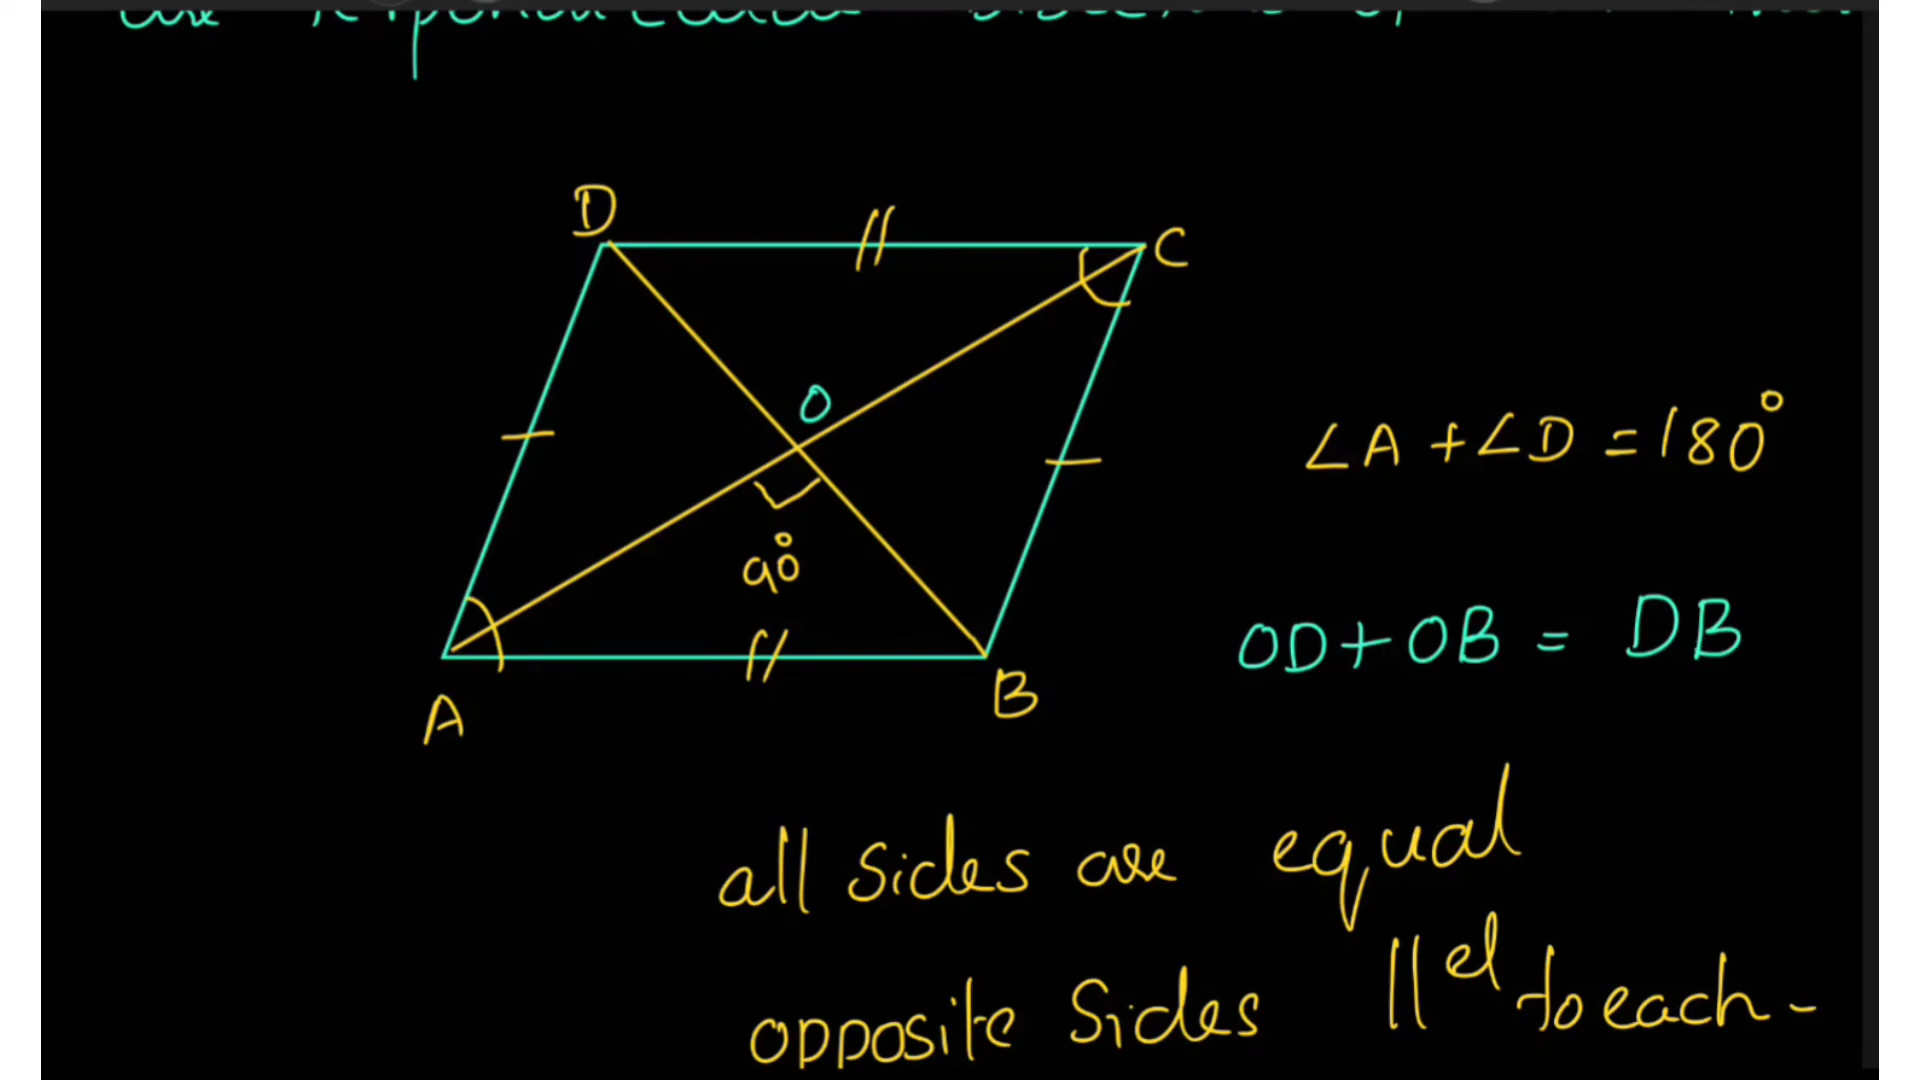 D
C
O
∠A + ∠D = 180°
90°
OD + OB = DB
A
B
all sides are equal
opposite sides ||el to each-